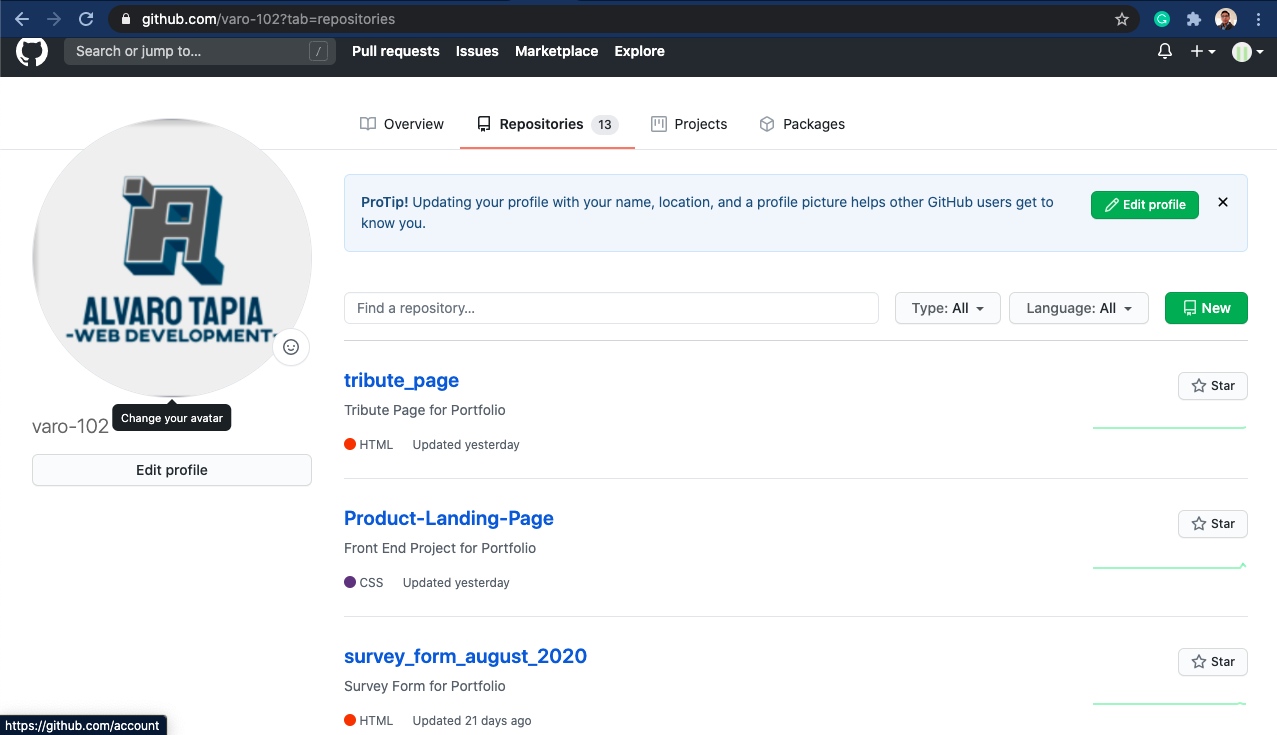 github.com/varo-102?tab=repositories
Search or jump to... /
Pull requests Issues Marketplace Explore
Overview Repositories 13 Projects Packages
ProTip! Updating your profile with your name, location, and a profile picture helps other GitHub users get to
know you.
Edit profile
Find a repository...
Type: All
Language: All
New
ALVARO TAPIA
-WEB DEVELOPMENT-
Change your avatar
varo-102
Edit profile
tribute_page
Star
Tribute Page for Portfolio
HTML Updated yesterday
Product-Landing-Page
Star
Front End Project for Portfolio
CSS Updated yesterday
survey_form_august_2020
Star
Survey Form for Portfolio
HTML Updated 21 days ago
https://github.com/account